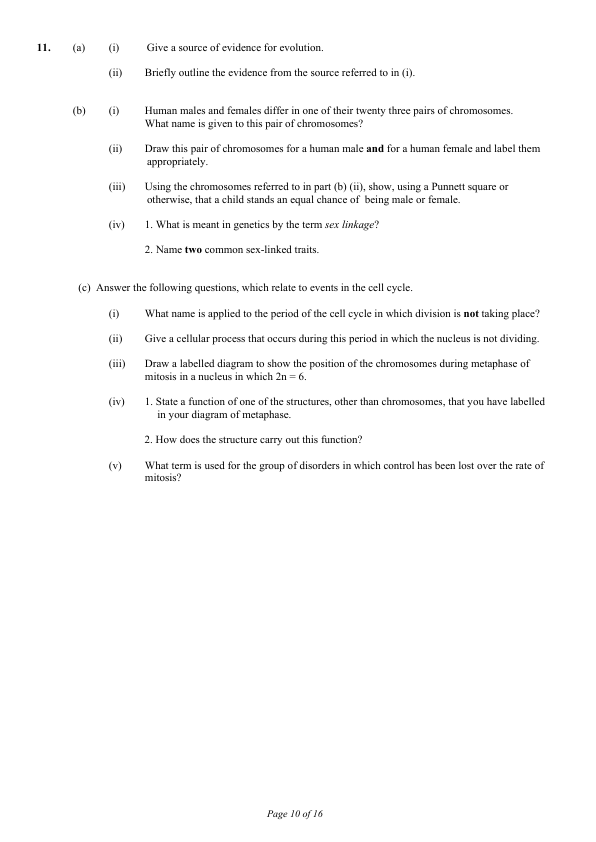 11. (a) (i) Give a source of evidence for evolution.
(ii) Briefly outline the evidence from the source referred to in (i).
(b) (i) Human males and females differ in one of their twenty three pairs of chromosomes.
What name is given to this pair of chromosomes?
(ii) Draw this pair of chromosomes for a human male and for a human female and label them
appropriately.
(iii) Using the chromosomes referred to in part (b) (ii), show, using a Punnett square or
otherwise, that a child stands an equal chance of being male or female.
(iv) 1. What is meant in genetics by the term sex linkage?
2. Name two common sex-linked traits.
(c) Answer the following questions, which relate to events in the cell cycle.
(i) What name is applied to the period of the cell cycle in which division is not taking place?
(ii) Give a cellular process that occurs during this period in which the nucleus is not dividing.
(iii) Draw a labelled diagram to show the position of the chromosomes during metaphase of
mitosis in a nucleus in which 2n = 6.
(iv) 1. State a function of one of the structures, other than chromosomes, that you have labelled
in your diagram of metaphase.
2. How does the structure carry out this function?
(v) What term is used for the group of disorders in which control has been lost over the rate of
mitosis?
Page 10 of 16